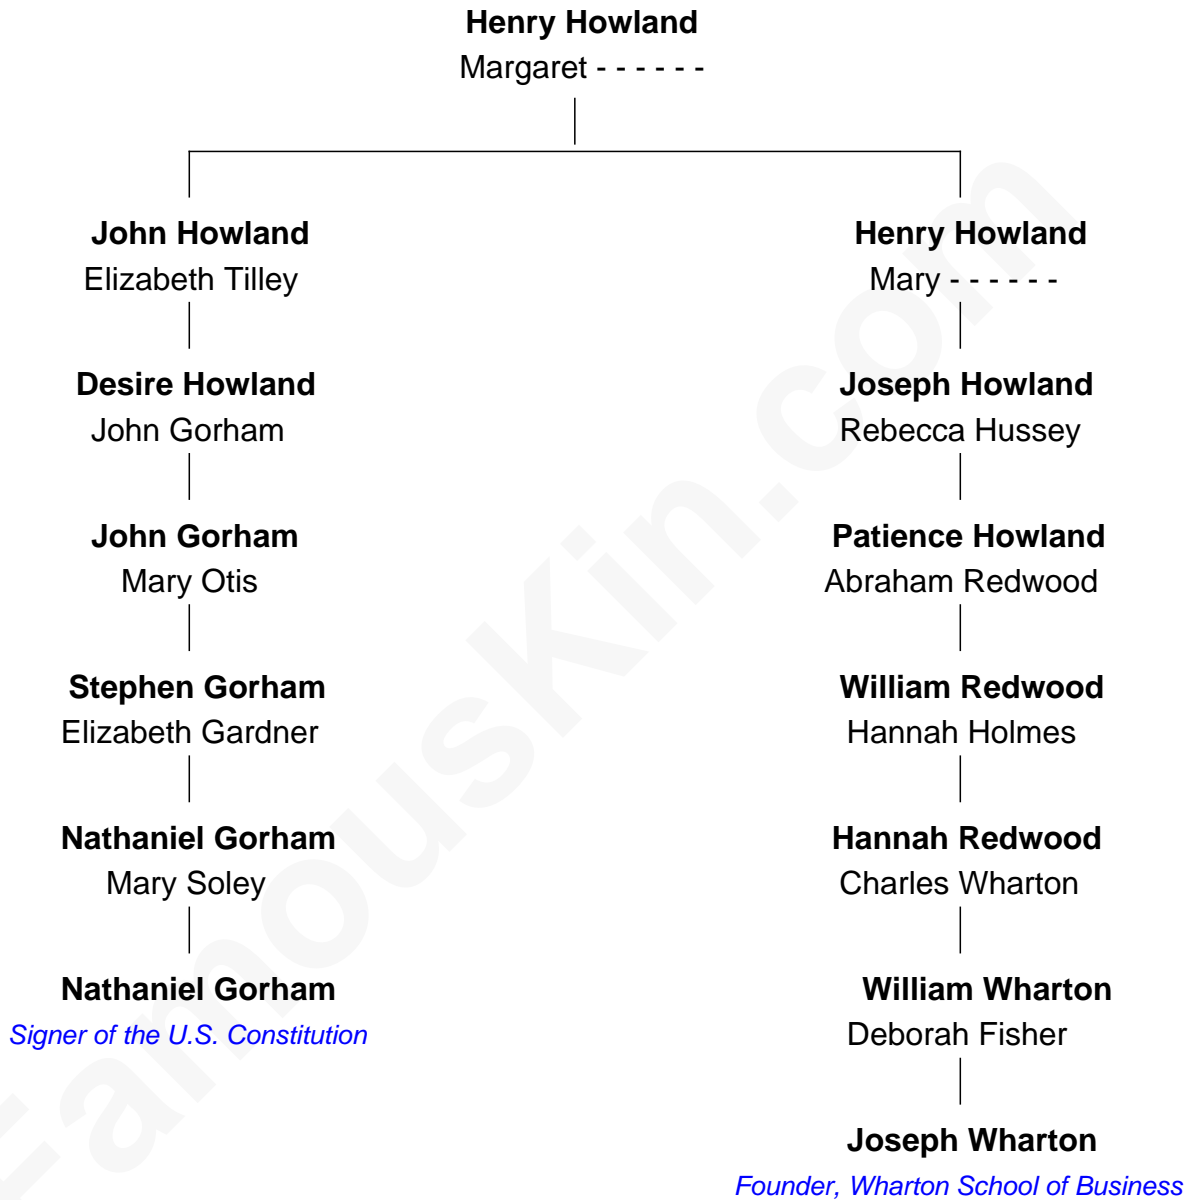 Henry Howland
Margaret - - - - - -
John Howland
Elizabeth Tilley
Henry Howland
Mary - - - - - -
Desire Howland
John Gorham
Joseph Howland
Rebecca Hussey
John Gorham
Mary Otis
Patience Howland
Abraham Redwood
Stephen Gorham
Elizabeth Gardner
William Redwood
Hannah Holmes
Nathaniel Gorham
Mary Soley
Hannah Redwood
Charles Wharton
Nathaniel Gorham
Signer of the U.S. Constitution
William Wharton
Deborah Fisher
Joseph Wharton
Founder, Wharton School of Business
FamousKin.com